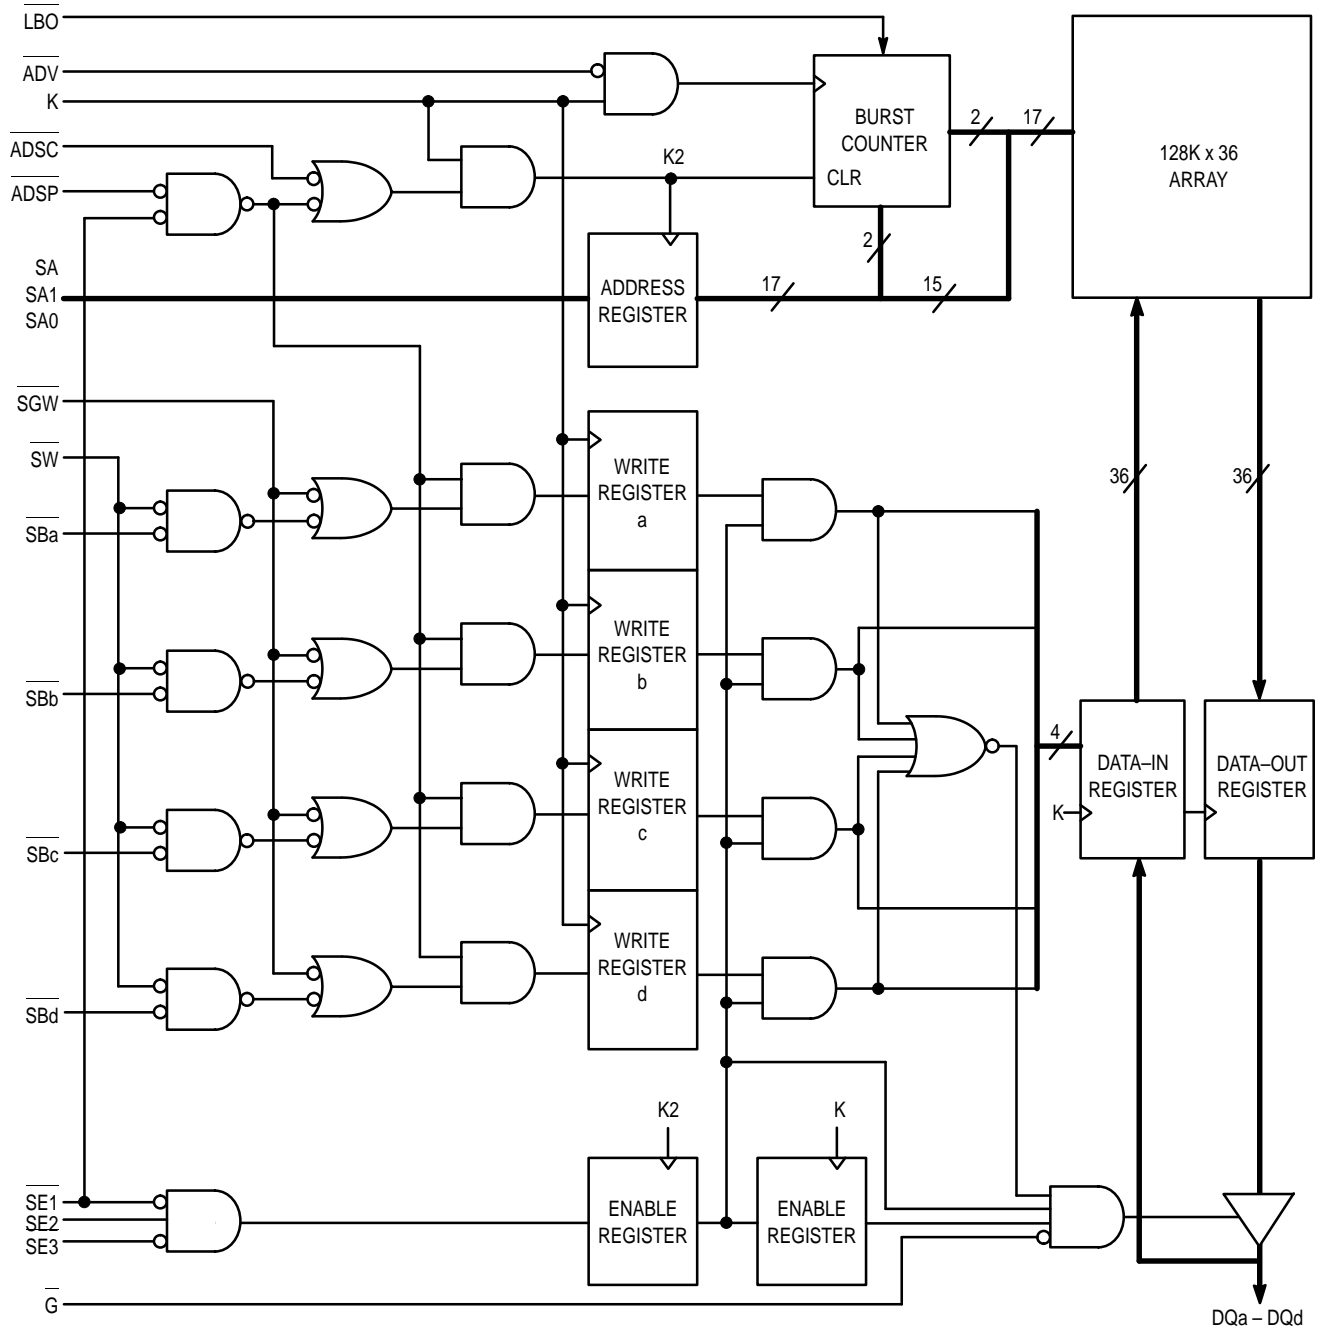 LBO
ADV
K
ADSC
ADSP
K2
BURST
COUNTER
CLR
2
17
128K x 36
ARRAY
2
SA
SA1
SA0
ADDRESS
REGISTER
17
15
SGW
SW
SBa
WRITE
REGISTER
a
36
36
SBb
WRITE
REGISTER
b
SBc
WRITE
REGISTER
c
4
K
DATA–IN
REGISTER
DATA–OUT
REGISTER
SBd
WRITE
REGISTER
d
K2
K
SE1
SE2
SE3
ENABLE
REGISTER
ENABLE
REGISTER
G
DQa – DQd